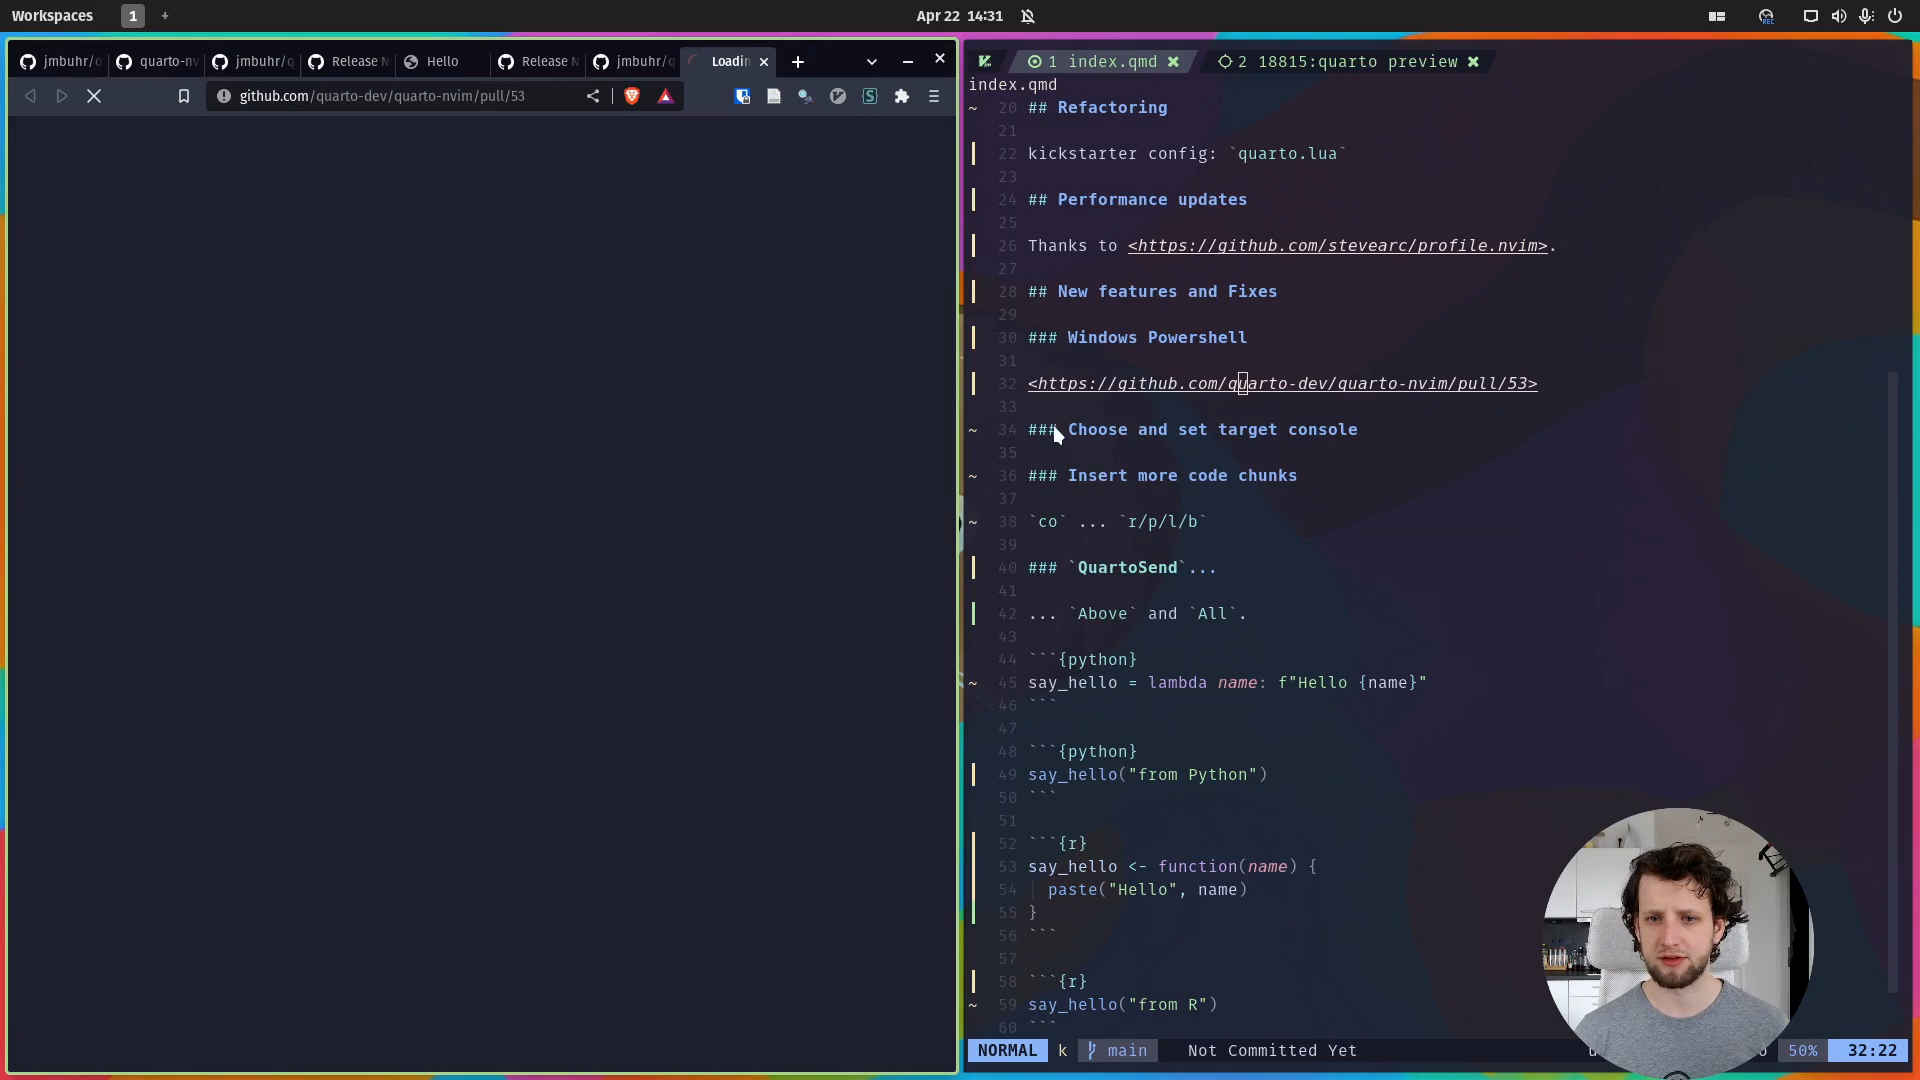 Workspaces 1 + Apr 22 14:31 REC
jmbuhr/o quarto-nv jmbuhr/q Release N Hello Release N jmbuhr/q Loadin
github.com/quarto-dev/quarto-nvim/pull/53
1 index.qmd 2 18815:quarto preview
index.qmd
~ 20 ## Refactoring
21
22 kickstarter config: `quarto.lua`
23
24 ## Performance updates
25
26 Thanks to <https://github.com/stevearc/profile.nvim>.
27
28 ## New features and Fixes
29
30 ### Windows Powershell
31
32 <https://github.com/quarto-dev/quarto-nvim/pull/53>
33
~ 34 ### Choose and set target console
35
~ 36 ### Insert more code chunks
37
~ 38 `co` ... `r/p/l/b`
39
40 ### `QuartoSend`...
41
42 ... `Above` and `All`.
43
44 ```{python}
~ 45 say_hello = lambda name: f"Hello {name}"
46 ```
47
48 ```{python}
49 say_hello("from Python")
50 ```
51
52 ```{r}
53 say_hello <- function(name) {
54 paste("Hello", name)
55 }
56 ```
57
58 ```{r}
~ 59 say_hello("from R")
60 ```
NORMAL k main Not Committed Yet 50% 32:22